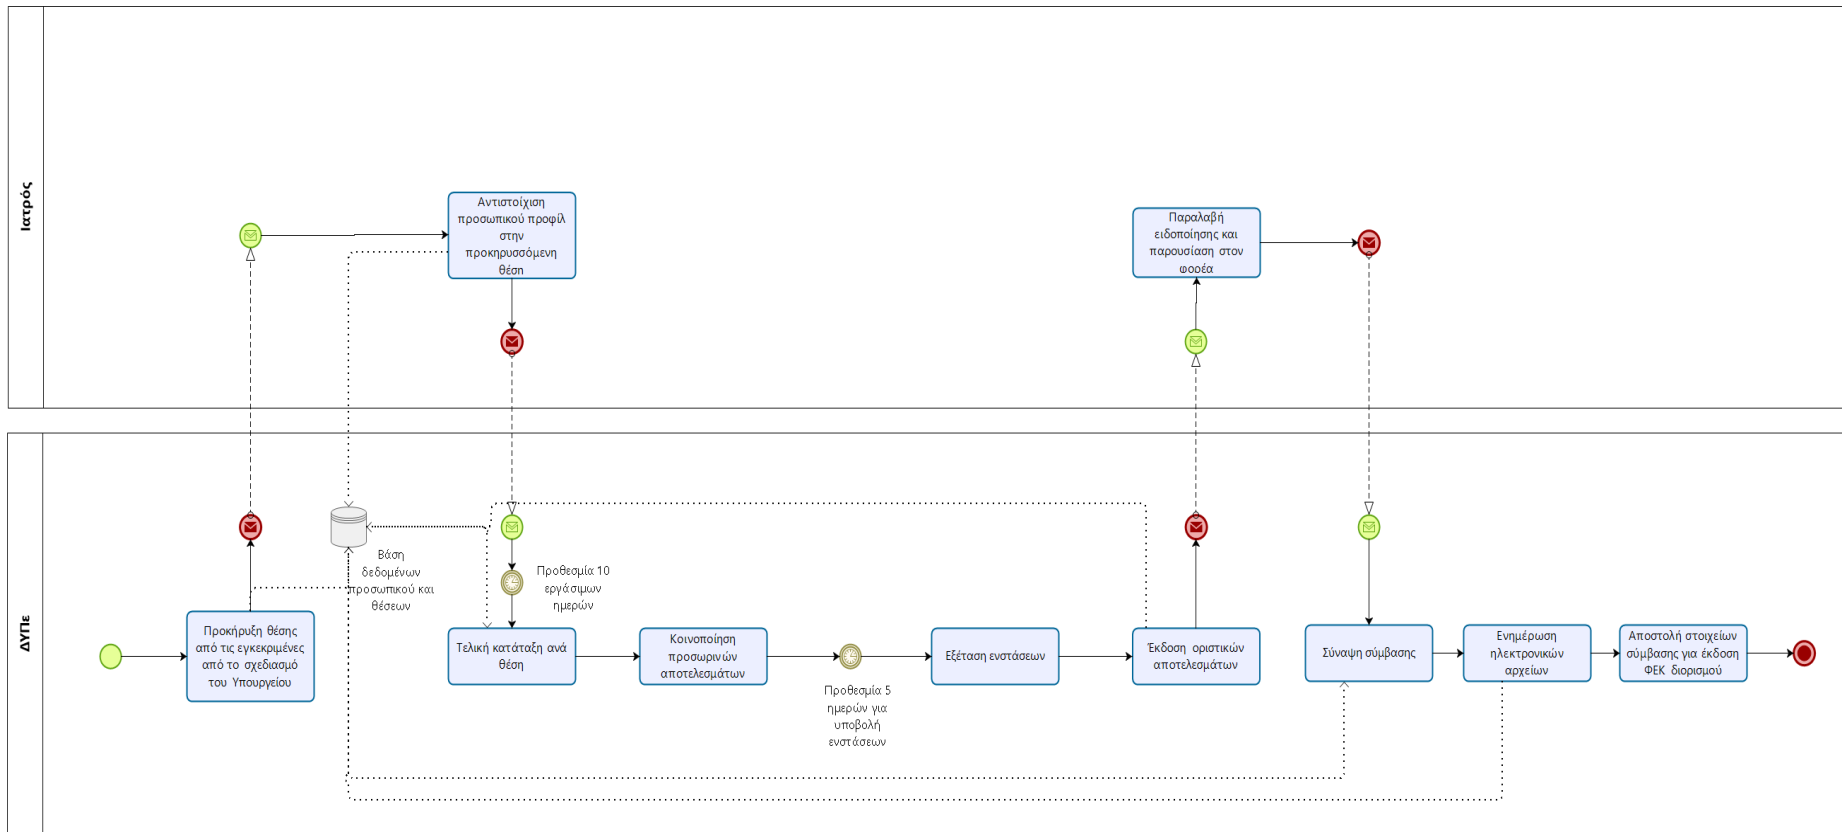 Ιατρός
Αντιστοίχιση
προσωπικού προφίλ
στην
προκηρυσσόμενη
θέση
Παραλαβή
ειδοποίησης και
παρουσίαση στον
φορέα
ΔΥΠε
Βάση
δεδομένων
προσωπικού και
θέσεων
Προθεσμία 10
εργάσιμων
ημερών
Προκήρυξη θέσης
από τις εγκεκριμένες
από το σχεδιασμό
του Υπουργείου
Τελική κατάταξη ανά
θέση
Κοινοποίηση
προσωρινών
αποτελεσμάτων
Προθεσμία 5
ημερών για
υποβολή
ενστάσεων
Εξέταση ενστάσεων
Έκδοση οριστικών
αποτελεσμάτων
Σύναψη σύμβασης
Ενημέρωση
ηλεκτρονικών
αρχείων
Αποστολή στοιχείων
σύμβασης για έκδοση
ΦΕΚ διορισμού